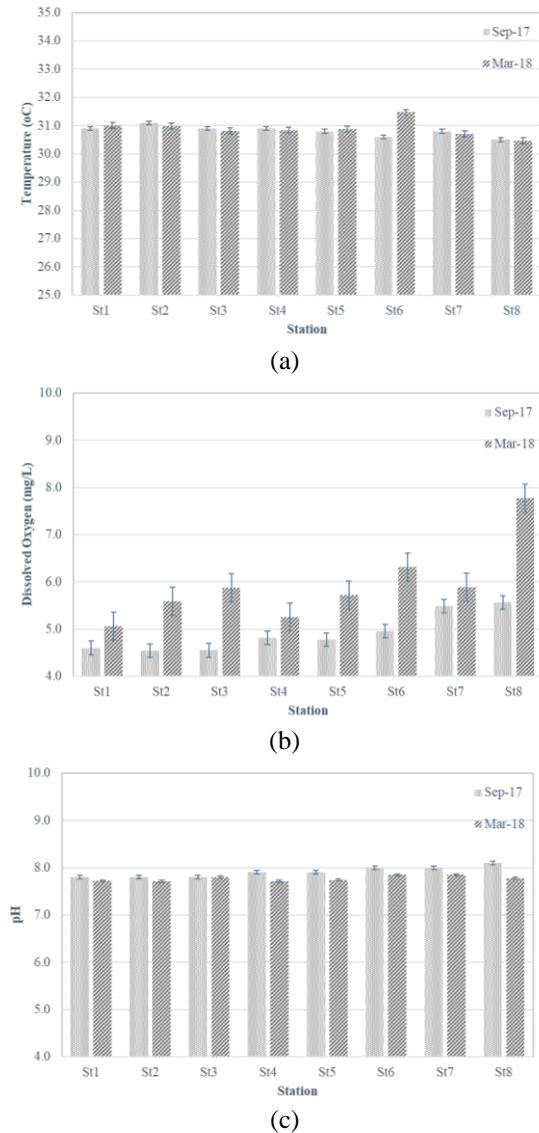 35.0
34.0
33.0
32.0
31.0
30.0
29.0
28.0
27.0
26.0
25.0
Temperature (oC)
Sep-17
Mar-18
St1 St2 St3 St4 St5 St6 St7 St8
Station
(a)
10.0
9.0
8.0
7.0
6.0
5.0
4.0
Dissolved Oxygen (mg/L)
Sep-17
Mar-18
St1 St2 St3 St4 St5 St6 St7 St8
Station
(b)
10.0
9.0
8.0
7.0
6.0
5.0
4.0
pH
Sep-17
Mar-18
St1 St2 St3 St4 St5 St6 St7 St8
Station
(c)